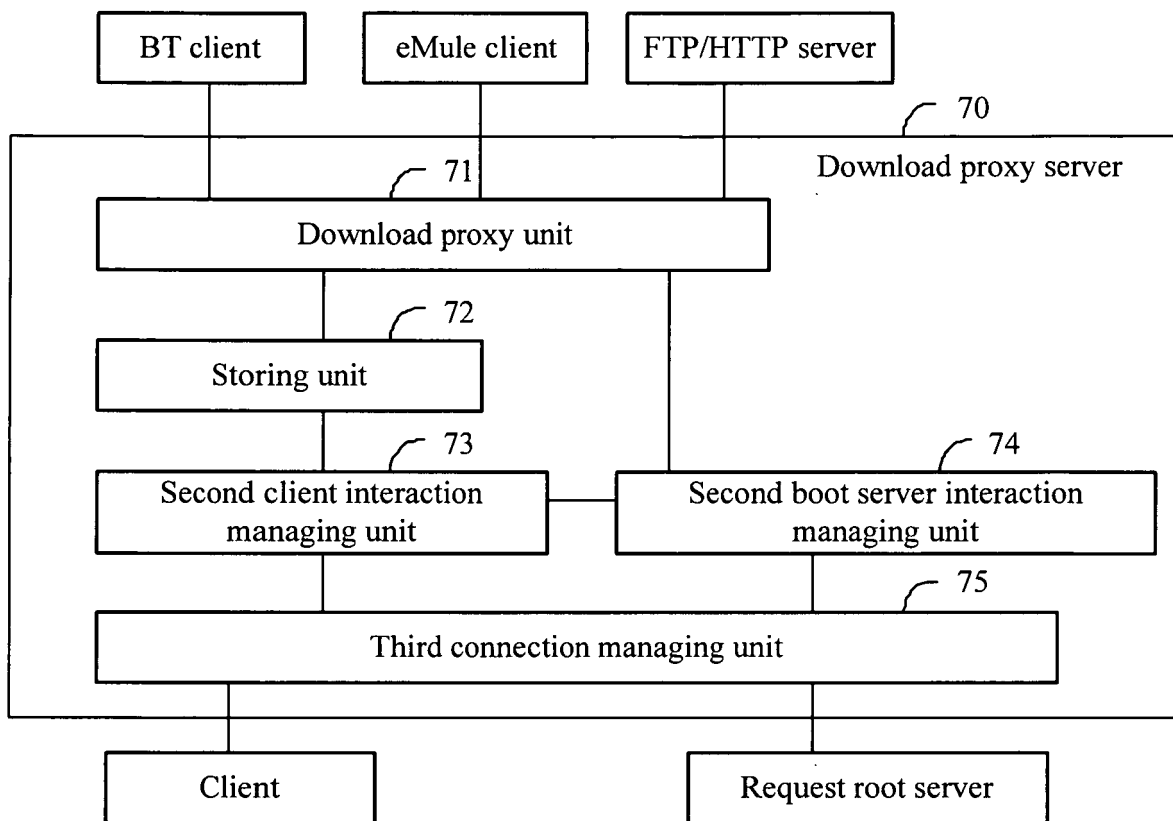 BT client
eMule client
FTP/HTTP server
70
Download proxy server
71
Download proxy unit
72
Storing unit
73
74
Second client interaction
managing unit
Second boot server interaction
managing unit
75
Third connection managing unit
Client
Request root server